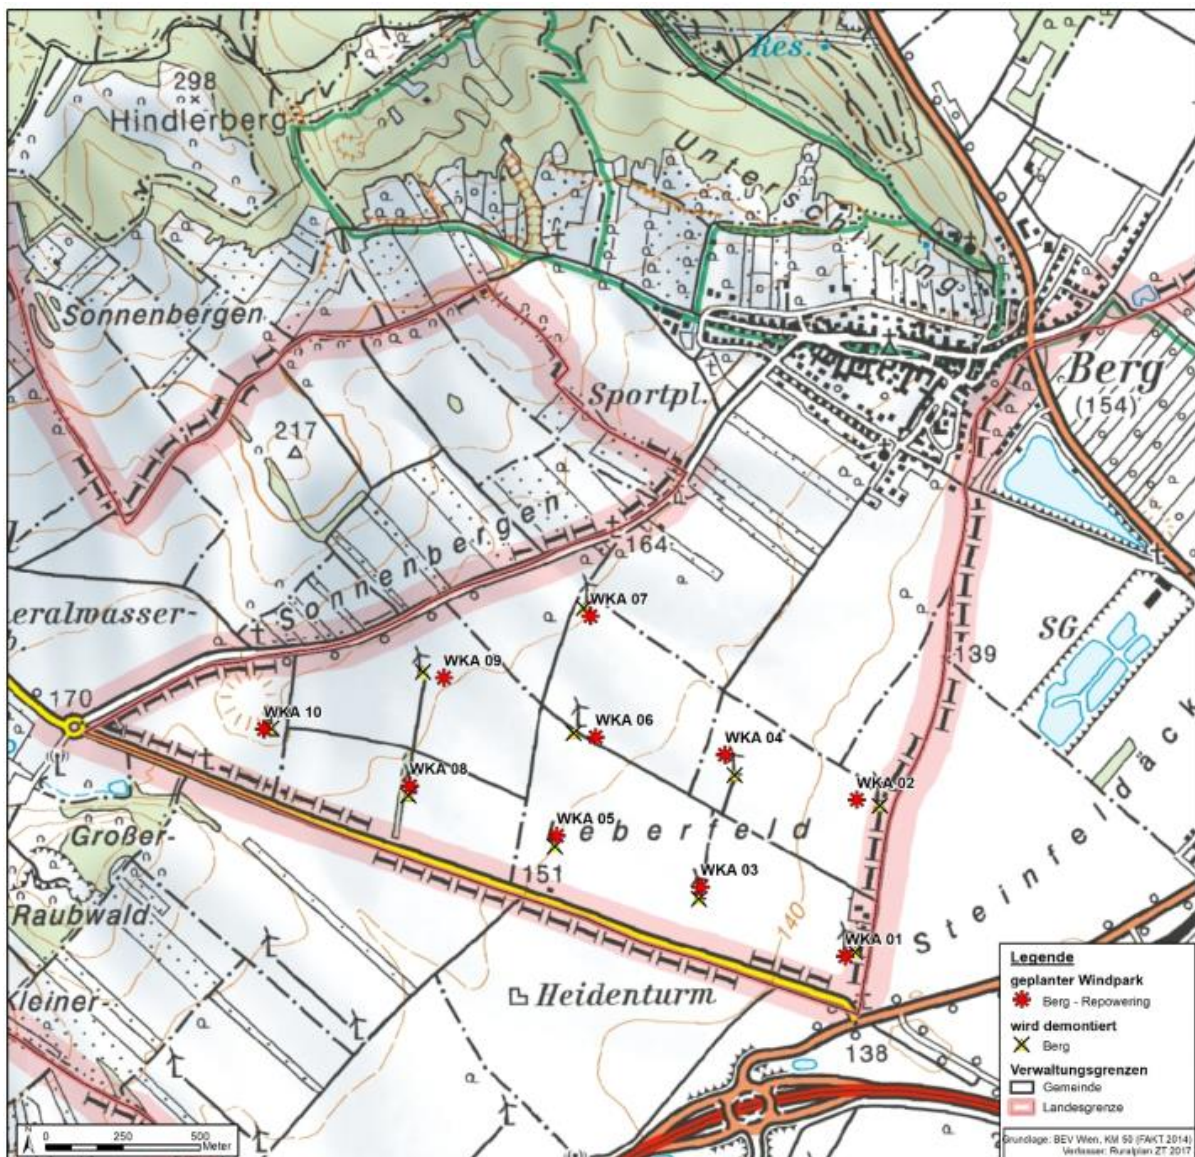 Res.
298
Hindlerberg
Unterschilling
Sonnenbergen
217
Sportpl.
Berg
(154)
Sonnenbergen
164
eralwasser-
WKA 07
SG
139
WKA 09
170
WKA 10
WKA 06
WKA 04
WKA 08
WKA 02
Großer-
WKA 05
Leberfeld
151
WKA 03
Raubwald
140
WKA 01
Steinfeldäck
Kleiner-
Heidenturm
138
Legende
geplanter Windpark
Berg - Repowering
wird demontiert
Berg
Verwaltungsgrenzen
Gemeinde
Landesgrenze
N
0 250 500
Meter
Grundlage: BEV Wien, KM 50 (FAKT 2014)
Verfasser: Ruralplan ZT 2017